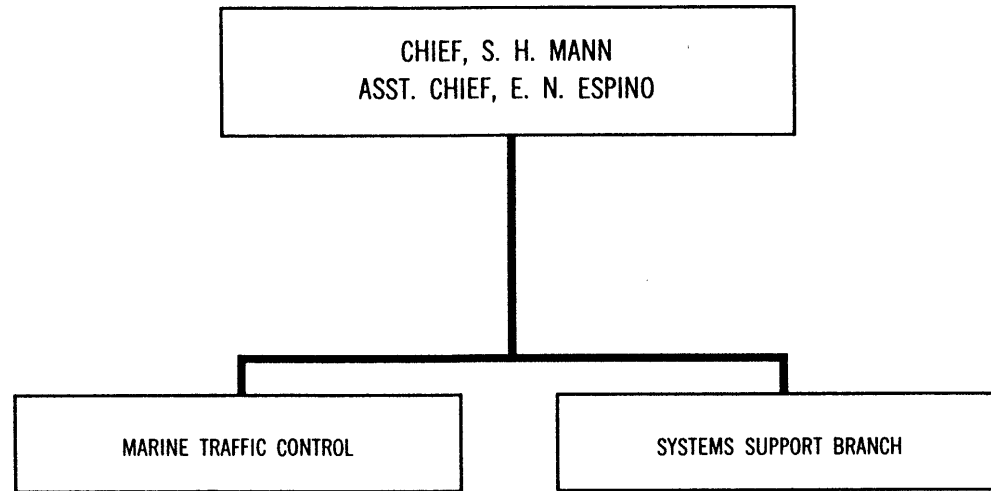 CHIEF, S. H. MANN
ASST. CHIEF, E. N. ESPINO
MARINE TRAFFIC CONTROL
SYSTEMS SUPPORT BRANCH